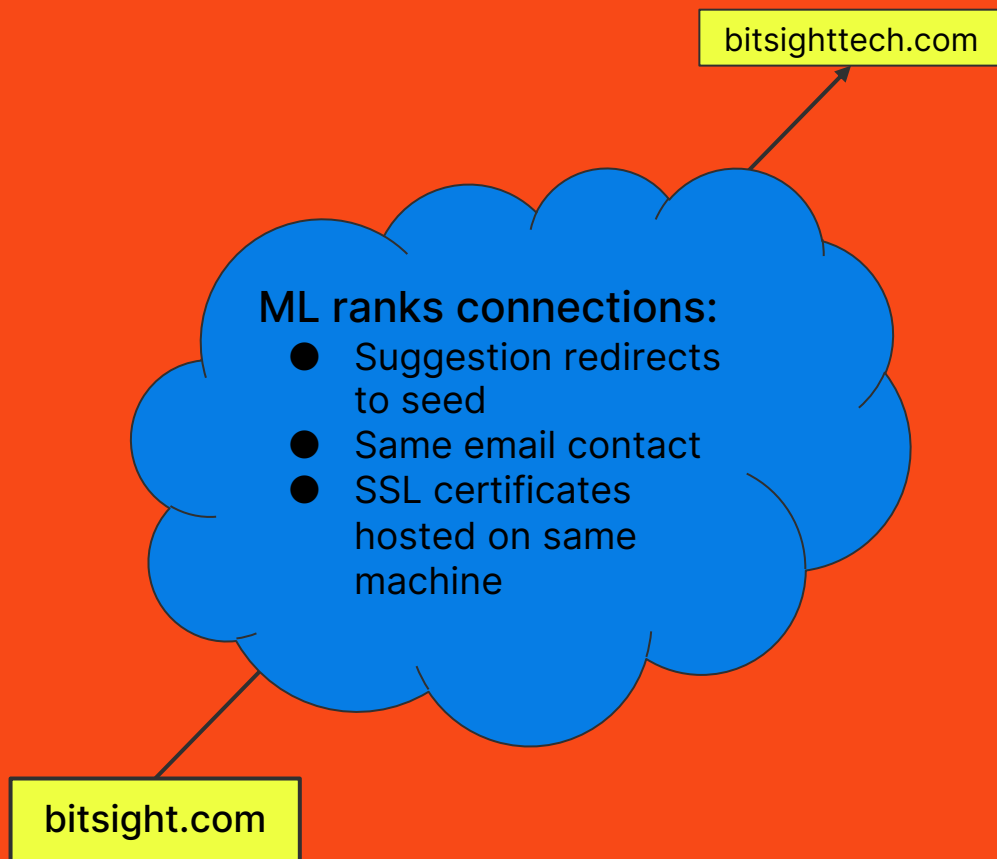 bitsighttech.com
ML ranks connections:
● Suggestion redirects
to seed
● Same email contact
● SSL certificates
hosted on same
machine
bitsight.com